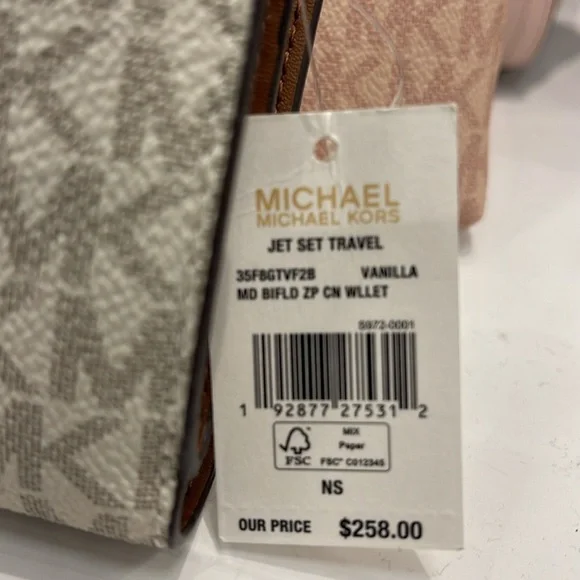 MICHAEL
MICHAEL KORS
JET SET TRAVEL
35F8GTVF2B VANILLA
MD BIFLD ZP CN WLLET
S972-0001
1 92877 27531 2
FSC
MIX
Paper
FSC® C012345
NS
OUR PRICE $258.00